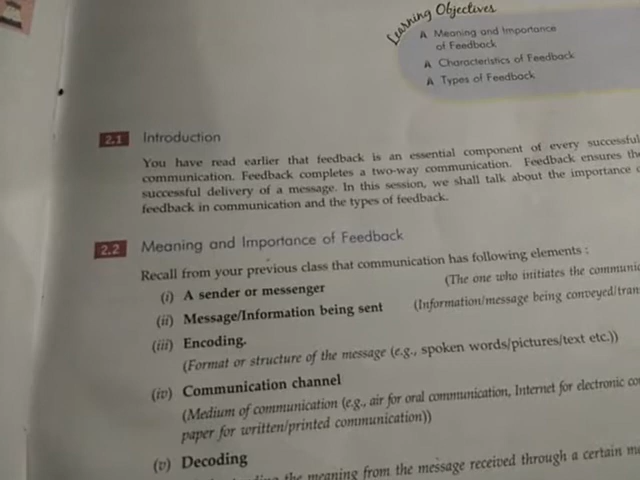 Learning Objectives
Meaning and Importance
of Feedback
Characteristics of Feedback
Types of Feedback
2.1 Introduction
You have read earlier that feedback is an essential component of every successful
communication. Feedback completes a two-way communication. Feedback ensures the
successful delivery of a message. In this session, we shall talk about the importance
feedback in communication and the types of feedback.
2.2 Meaning and Importance of Feedback
Recall from your previous class that communication has following elements :
(i) A sender or messenger (The one who initiates the
(ii) Message/Information being sent (Information/message being
(iii) Encoding.
(Format or structure of the message (e.g., spoken words/pictures/text etc.))
(iv) Communication channel
(Medium of communication (e.g., air for oral communication, Internet for electronic
paper for written/printed communication))
(v) Decoding
the meaning from the message received through a certain